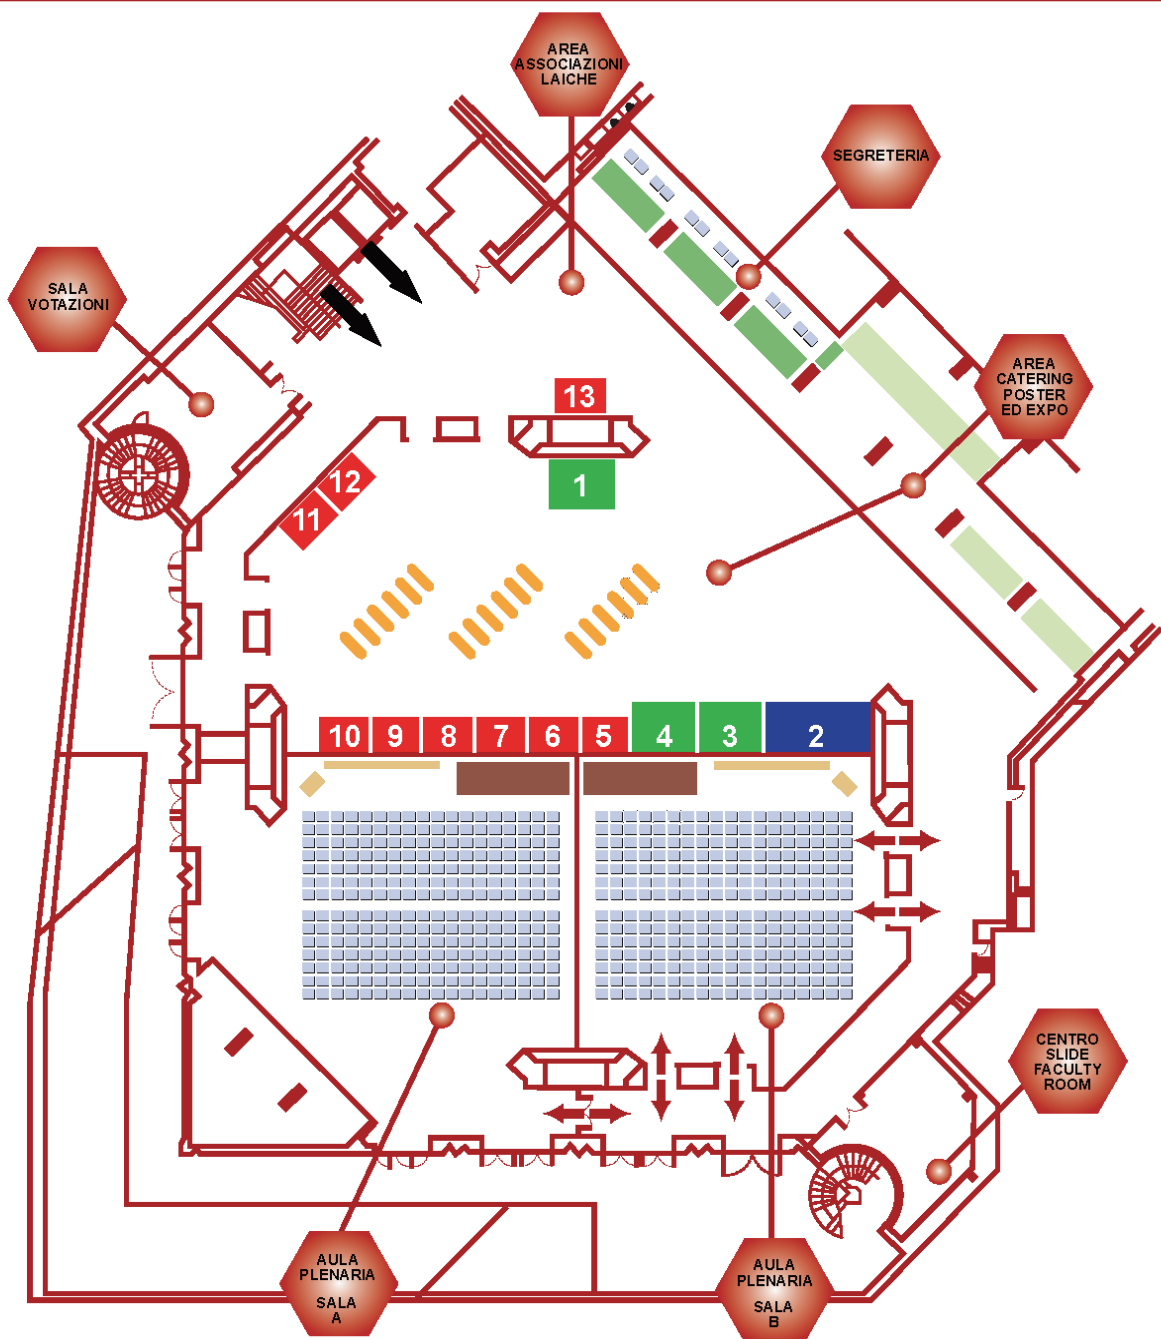 AREA
ASSOCIAZIONI
LAICHE
SEGRETERIA
SALA
VOTAZIONI
AREA
CATERING
POSTER
ED EXPO
13
1
12
11
10
9
8
7
6
5
4
3
2
CENTRO
SLIDE
FACULTY
ROOM
AULA
PLENARIA
SALA
A
AULA
PLENARIA
SALA
B